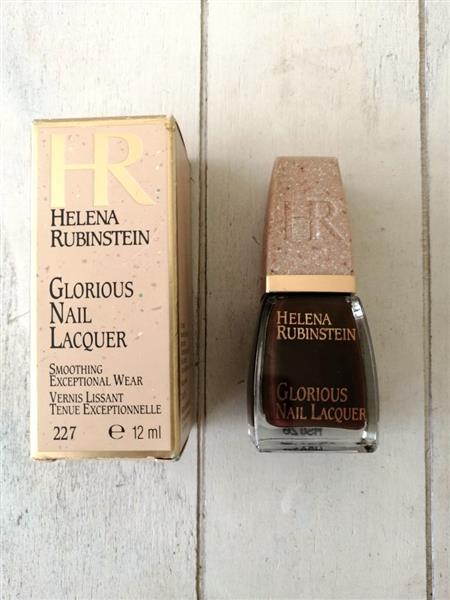 HR
HELENA
RUBINSTEIN
GLORIOUS
NAIL
LACQUER
SMOOTHING
EXCEPTIONAL WEAR
VERNIS LISSANT
TENUE EXCEPTIONNELLE
227 e 12 ml
HR
HELENA
RUBINSTEIN
GLORIOUS
NAIL LACQUER